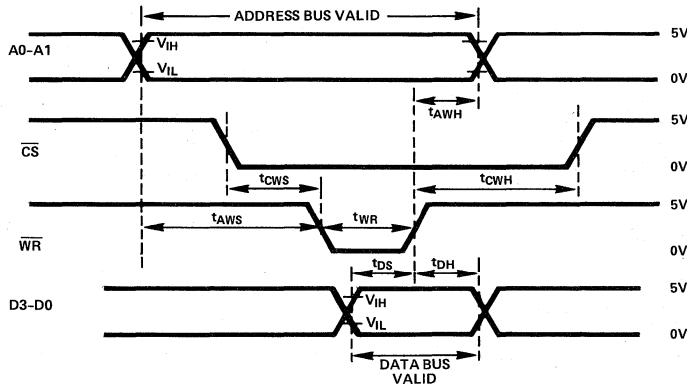 ADDRESS BUS VALID
5V
A0-A1
VIH
VIL
0V
tAWH
5V
CS
0V
tCWS
tCWH
5V
tAWS
tWR
WR
0V
tDS
tDH
5V
D3-D0
VIH
VIL
0V
DATA BUS
VALID